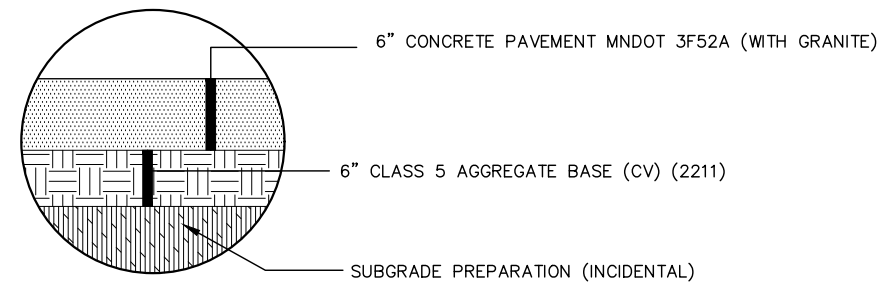 6” CONCRETE PAVEMENT MNDOT 3F52A (WITH GRANITE)
6” CLASS 5 AGGREGATE BASE (CV) (2211)
SUBGRADE PREPARATION (INCIDENTAL)